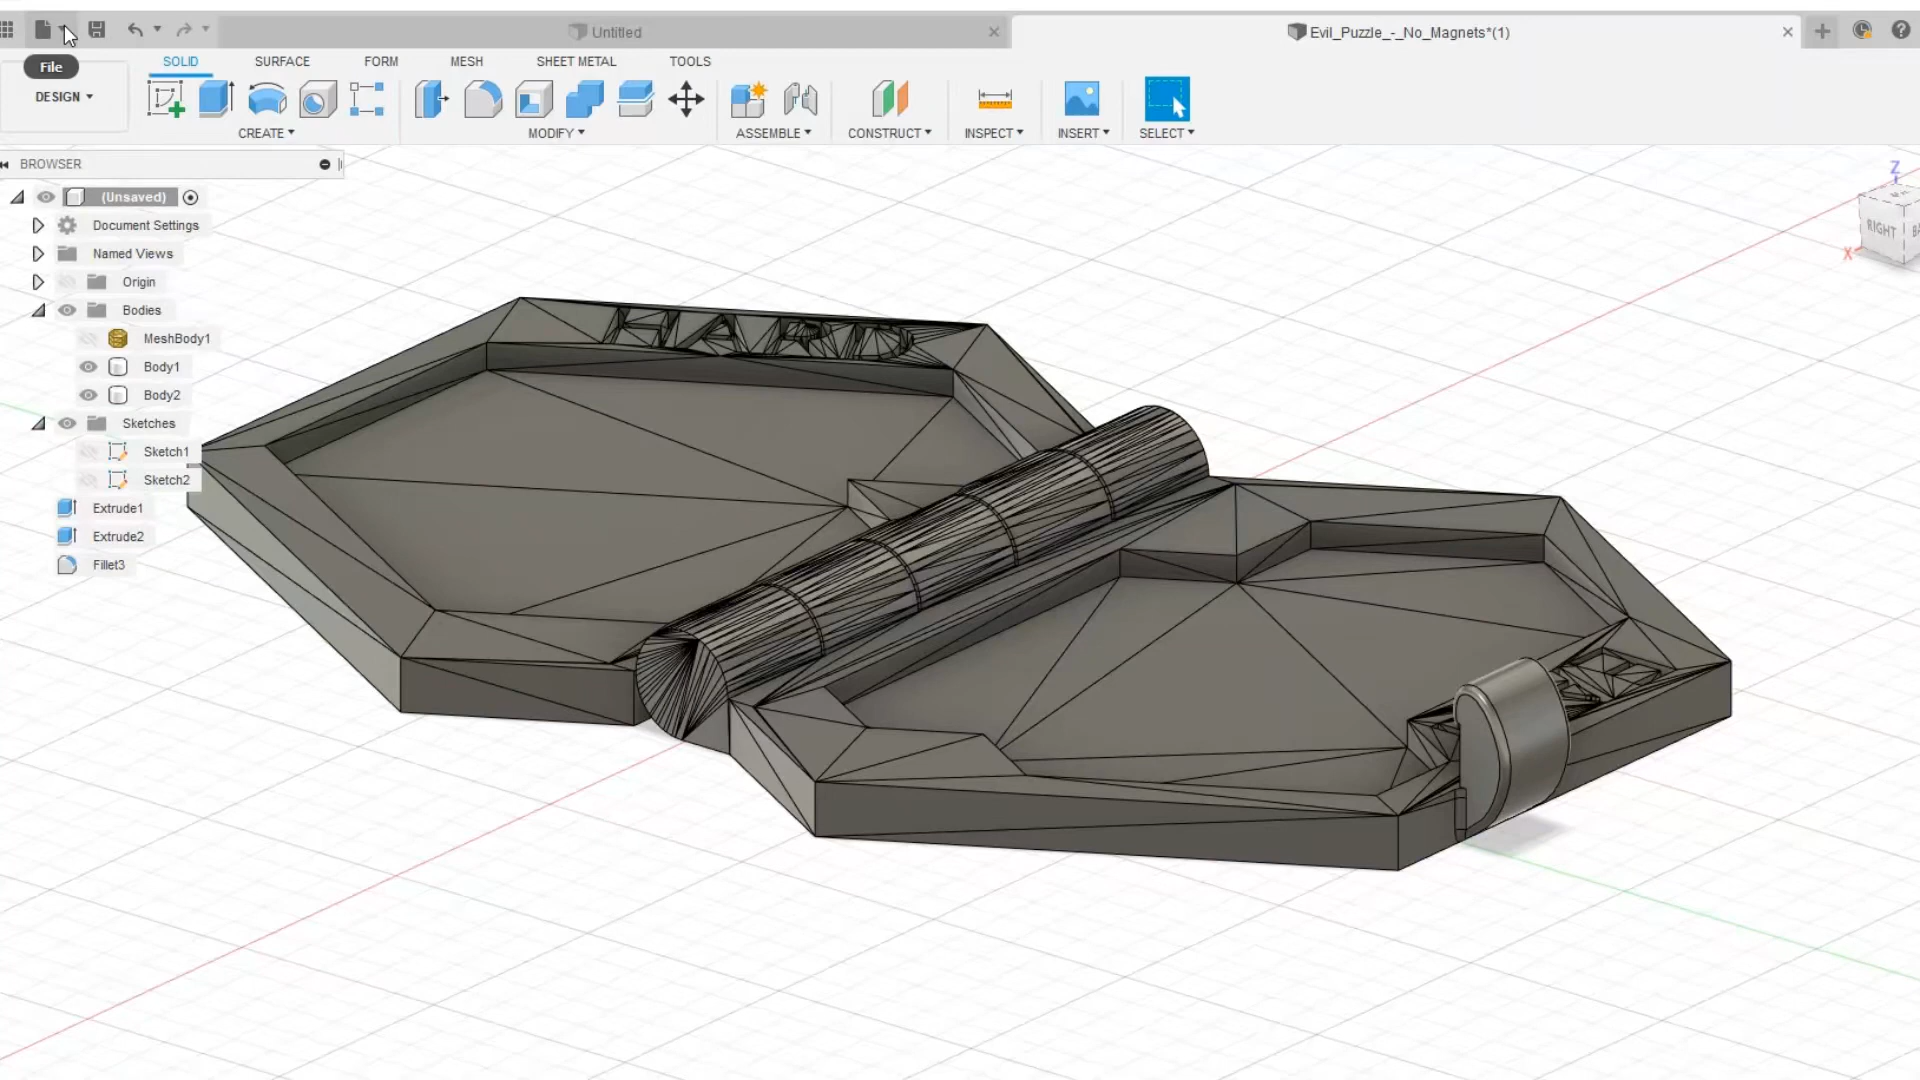 Untitled
Evil_Puzzle_-_No_Magnets*(1)
File
DESIGN
SOLID
SURFACE
FORM
MESH
SHEET METAL
TOOLS
CREATE
MODIFY
ASSEMBLE
CONSTRUCT
INSPECT
INSERT
SELECT
BROWSER
(Unsaved)
Document Settings
Named Views
Origin
Bodies
MeshBody1
Body1
Body2
Sketches
Sketch1
Sketch2
Extrude1
Extrude2
Fillet3
Z
X
RIGHT
HARD